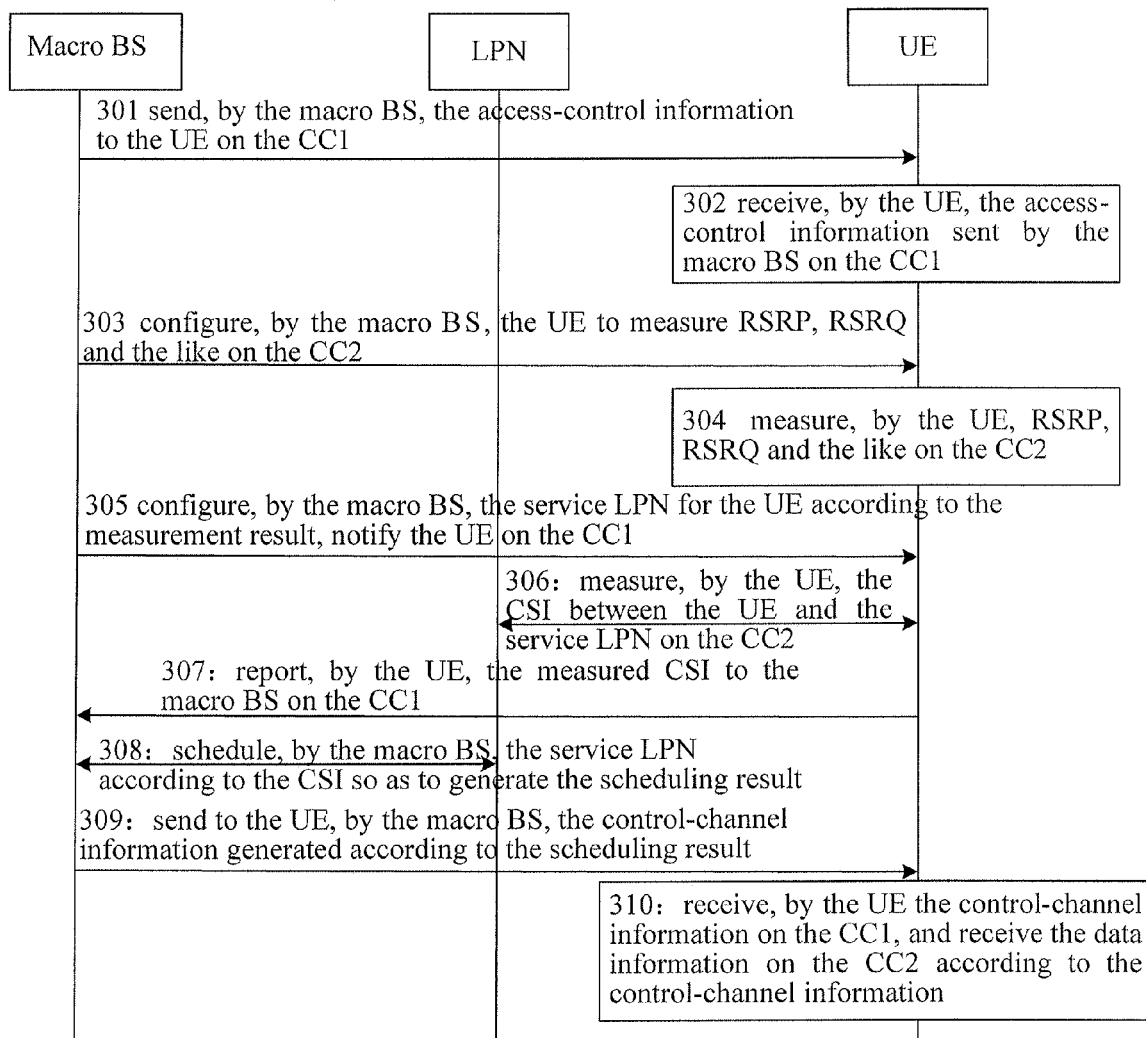 Macro BS
LPN
UE
301 send, by the macro BS, the access-control information
to the UE on the CC1
302 receive, by the UE, the access-
control information sent by the
macro BS on the CC1
303 configure, by the macro BS, the UE to measure RSRP, RSRQ
and the like on the CC2
304 measure, by the UE, RSRP,
RSRQ and the like on the CC2
305 configure, by the macro BS, the service LPN for the UE according to the
measurement result, notify the UE on the CC1
306: measure, by the UE, the
CSI between the UE and the
service LPN on the CC2
307: report, by the UE, the measured CSI to the
macro BS on the CC1
308: schedule, by the macro BS, the service LPN
according to the CSI so as to generate the scheduling result
309: send to the UE, by the macro BS, the control-channel
information generated according to the scheduling result
310: receive, by the UE the control-channel
information on the CC1, and receive the data
information on the CC2 according to the
control-channel information